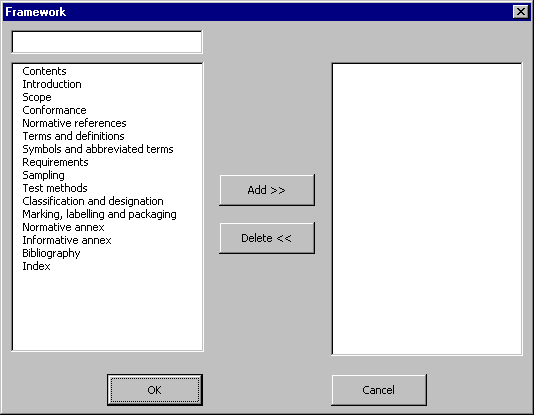 Framework
Contents
Introduction
Scope
Conformance
Normative references
Terms and definitions
Symbols and abbreviated terms
Requirements
Sampling
Test methods
Classification and designation
Marking, labelling and packaging
Normative annex
Informative annex
Bibliography
Index
Add >>
Delete <<
OK
Cancel